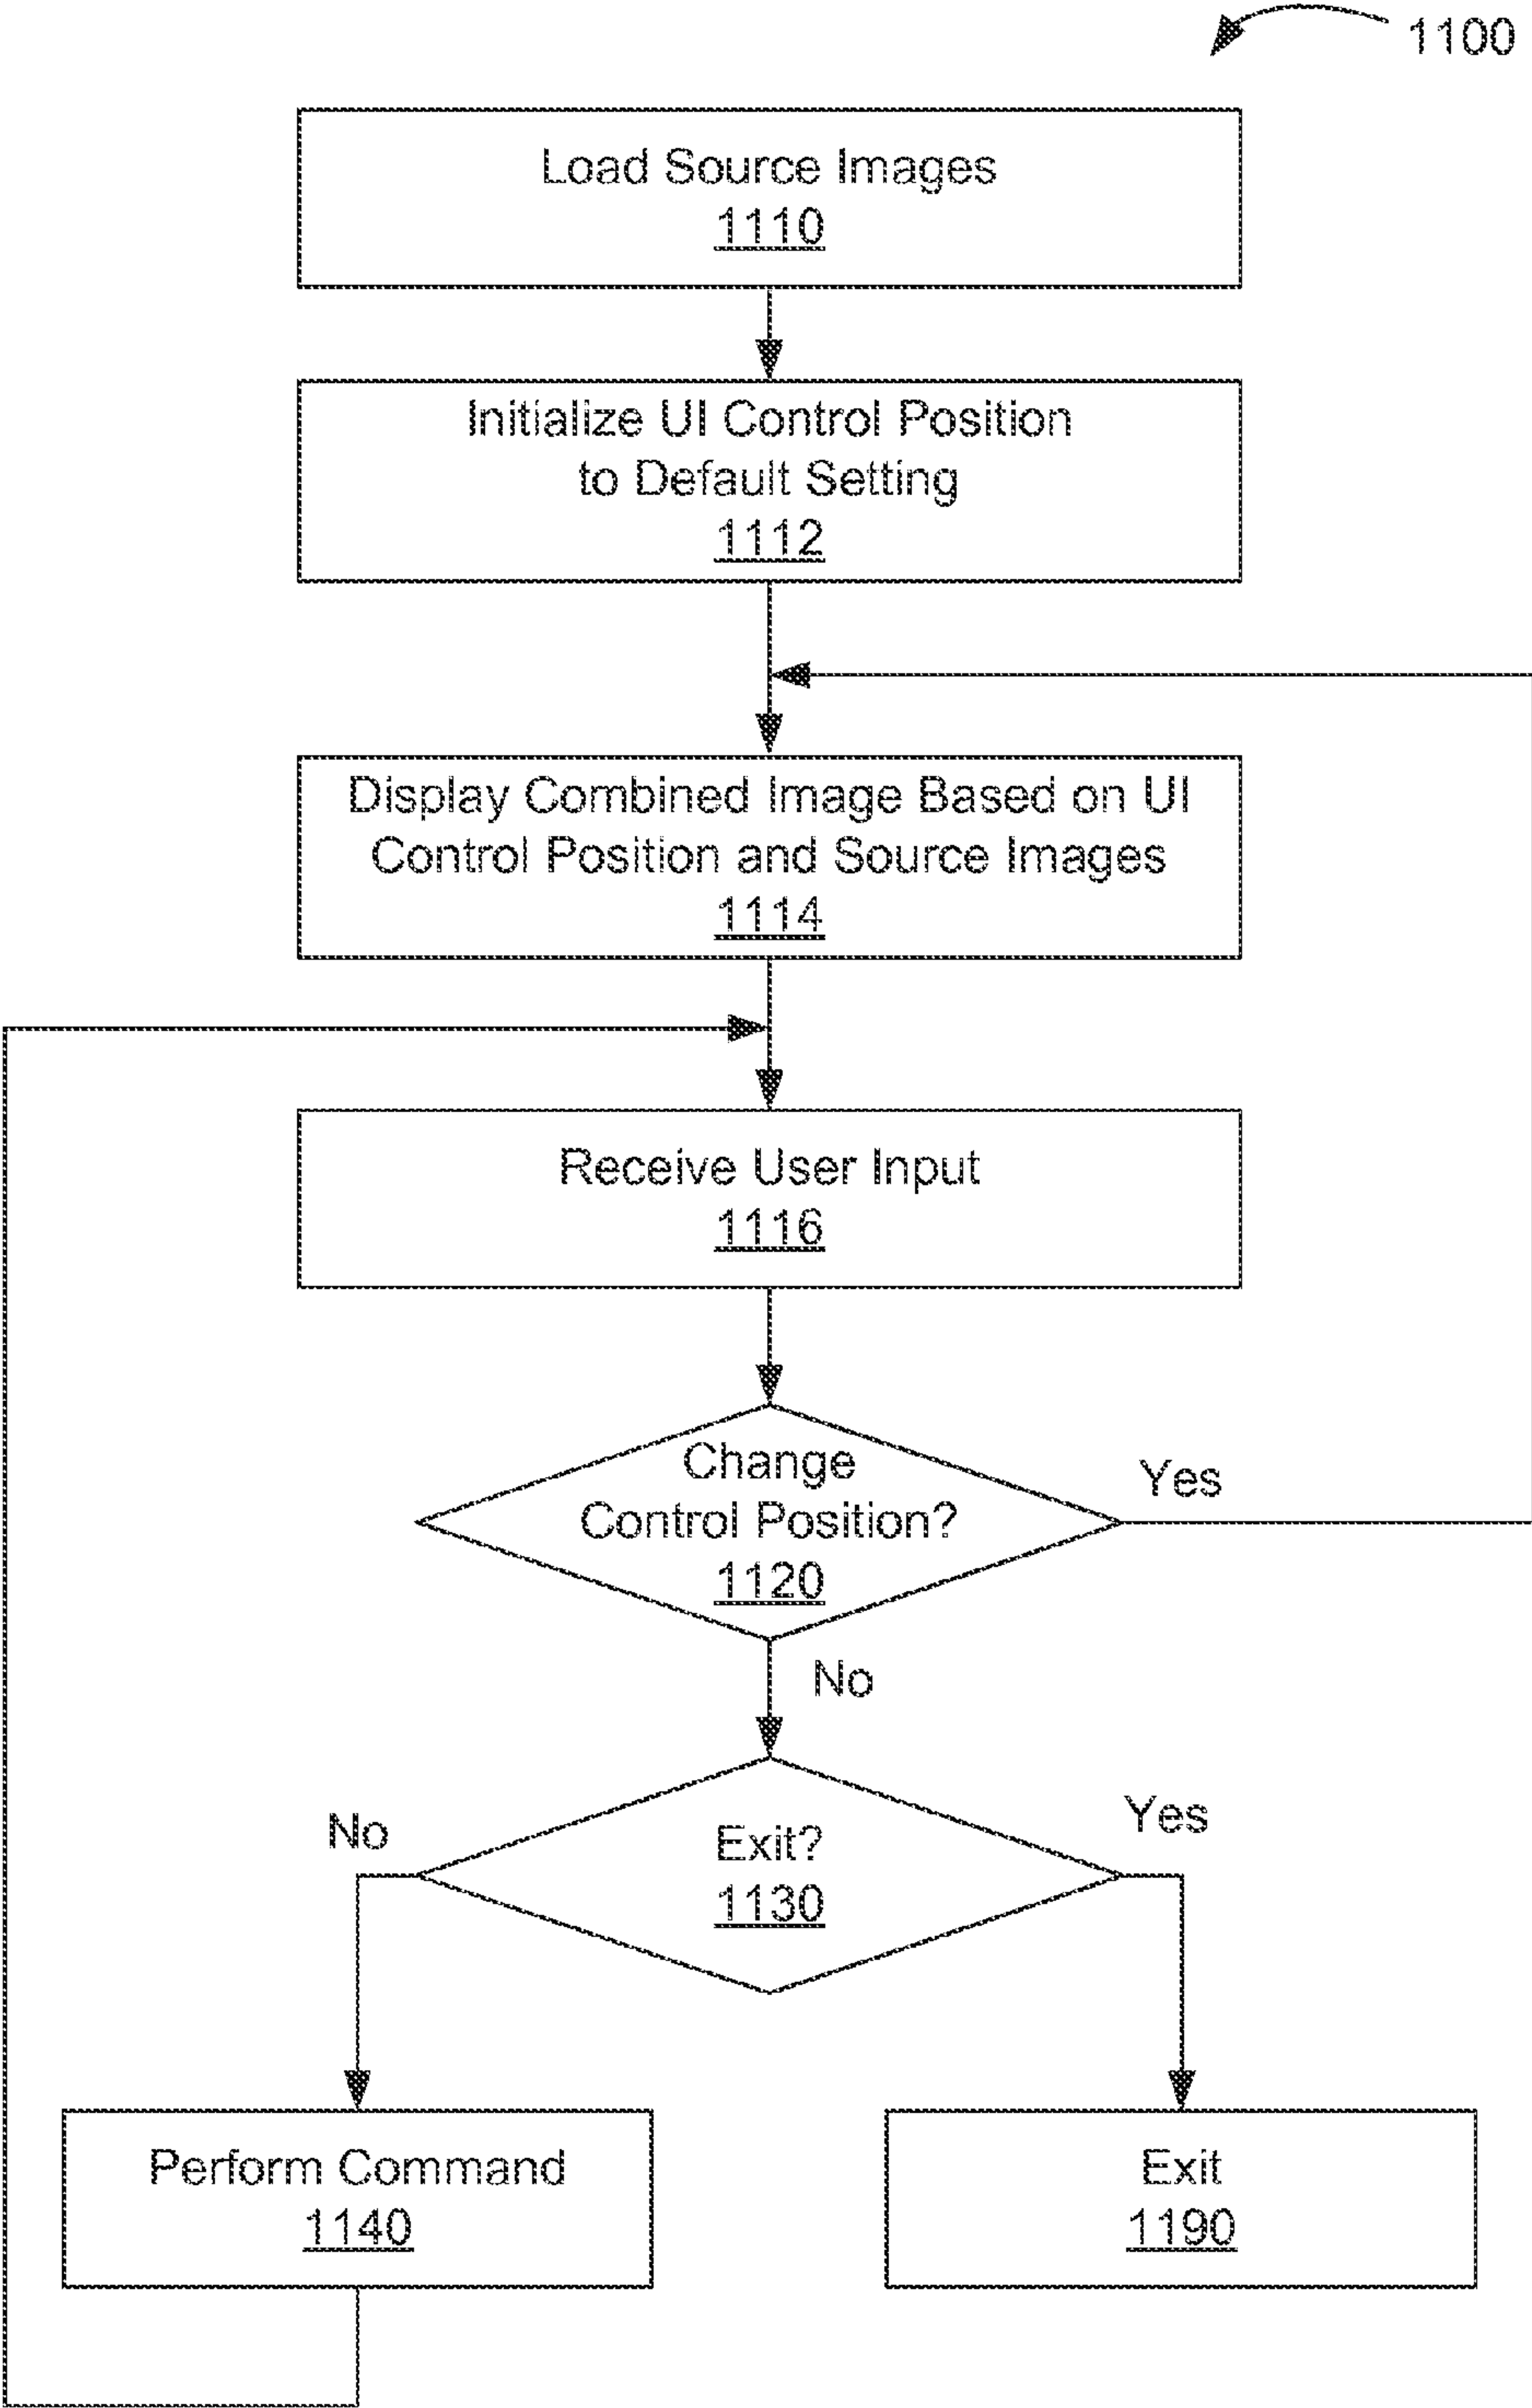 1100
Load Source Images
1110
Initialize UI Control Position
to Default Setting
1112
Display Combined Image Based on UI
Control Position and Source Images
1114
Receive User Input
1116
Change
Control Position?
1120
Yes
No
Exit?
1130
No
Yes
Perform Command
1140
Exit
1190